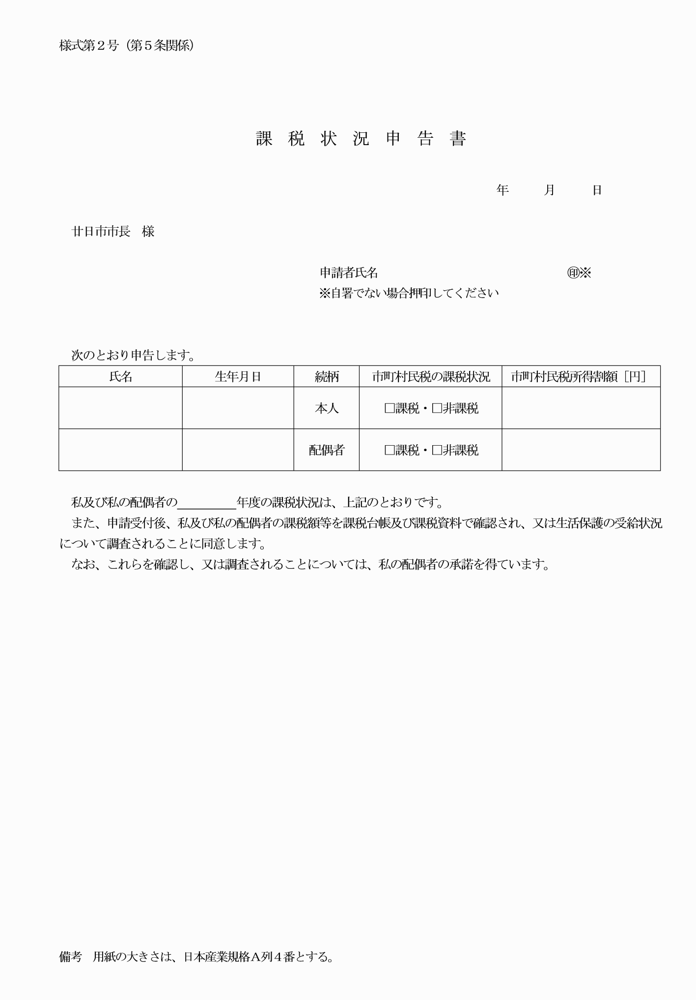 様式第２号（第５条関係）
課　税　状　況　申　告　書
年　　　月　　　日
廿日市市長　様
申請者氏名　　　　　　　　　　　　　　　　㊞※
※自署でない場合押印してください
次のとおり申告します。
氏名　生年月日　続柄　市町村民税の課税状況　市町村民税所得割額［円］
本人　□課税・□非課税
配偶者　□課税・□非課税
私及び私の配偶者の＿＿＿＿＿年度の課税状況は、上記のとおりです。
また、申請受付後、私及び私の配偶者の課税額等を課税台帳及び課税資料で確認され、又は生活保護の受給状況
について調査されることに同意します。
なお、これらを確認し、又は調査されることについては、私の配偶者の承諾を得ています。
備考　用紙の大きさは、日本産業規格Ａ列４番とする。